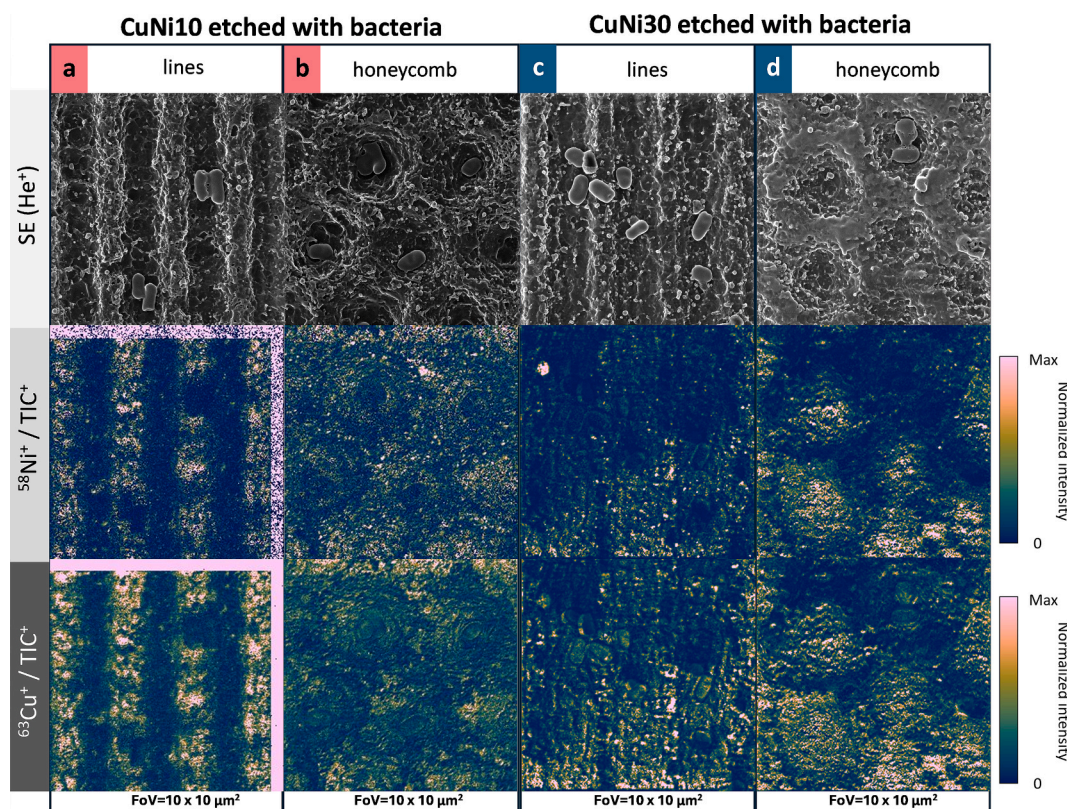 CuNi10 etched with bacteria
CuNi30 etched with bacteria
a lines
b honeycomb
c lines
d honeycomb
SE (He⁺)
⁵⁸Ni⁺ / TIC⁺
Max
Normalized intensity
0
⁶³Cu⁺ / TIC⁺
Max
Normalized intensity
0
FoV=10 x 10 µm²
FoV=10 x 10 µm²
FoV=10 x 10 µm²
FoV=10 x 10 µm²